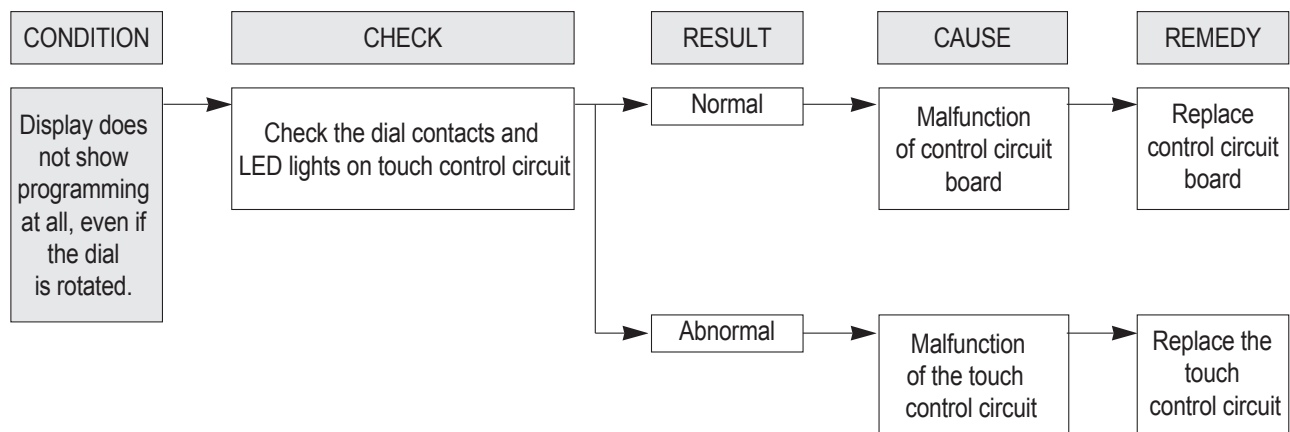 CONDITION
CHECK
RESULT
CAUSE
REMEDY
Display does
not show
programming
at all, even if
the dial
is rotated.
Check the dial contacts and
LED lights on touch control circuit
Normal
Malfunction
of control circuit
board
Replace
control circuit
board
Abnormal
Malfunction
of the touch
control circuit
Replace the
touch
control circuit